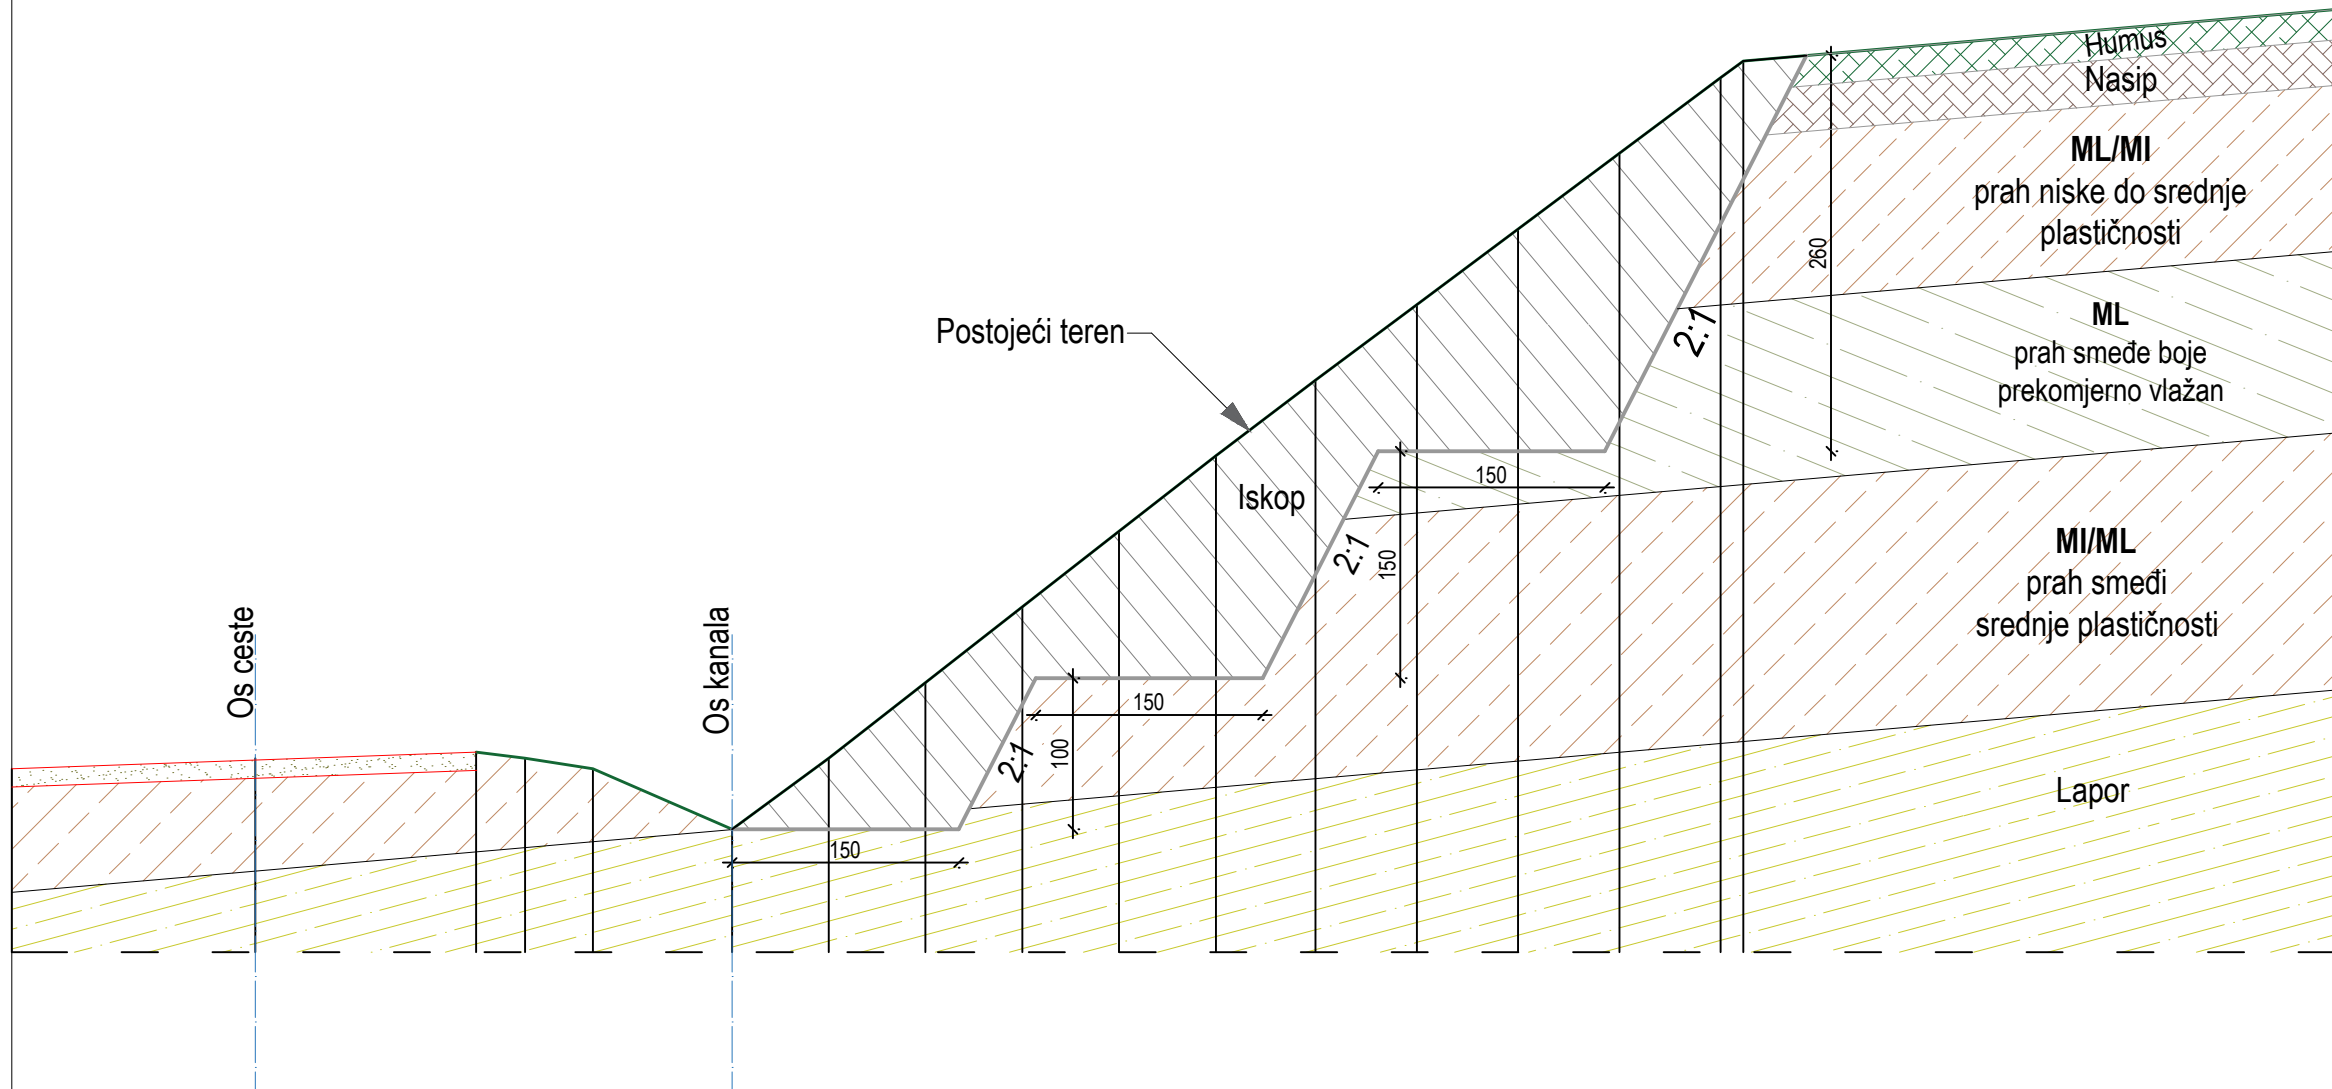 Humus
Nasip
ML/MI
prah niske do srednje
plastičnosti
260
Postojeći teren
2:1
ML
prah smeđe boje
prekomjerno vlažan
150
Iskop
2:1
150
MI/ML
prah smeđi
srednje plastičnosti
Os ceste
Os kanala
150
2:1
100
Lapor
150